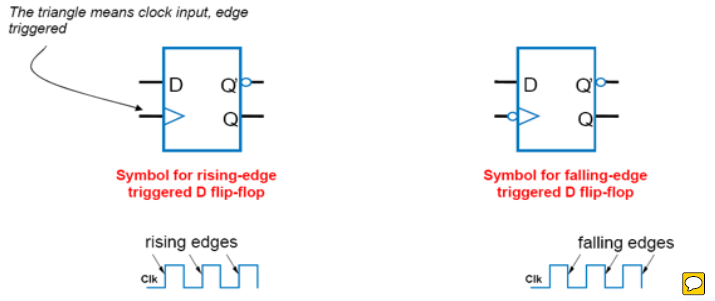 The triangle means clock input, edge
triggered
D
Q'
Q
D
Q'
Q
Symbol for rising-edge
triggered D flip-flop
Symbol for falling-edge
triggered D flip-flop
rising edges
Clk
falling edges
Clk